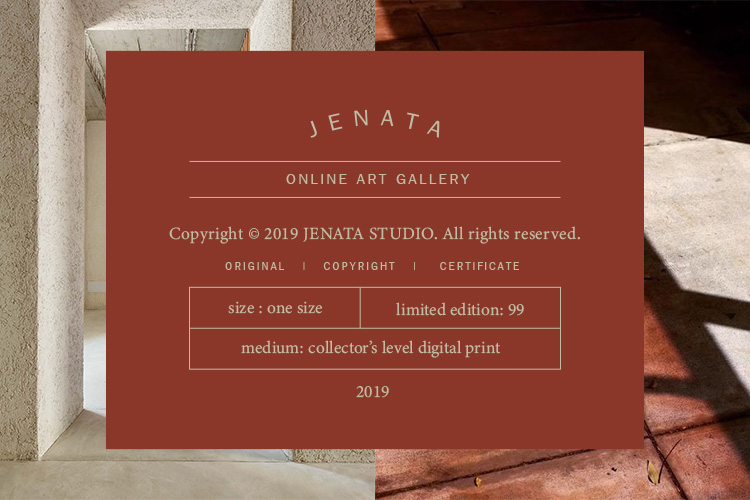 JENATA
ONLINE ART GALLERY
Copyright © 2019 JENATA STUDIO. All rights reserved.
ORIGINAL | COPYRIGHT | CERTIFICATE
size : one size
limited edition: 99
medium: collector's level digital print
2019